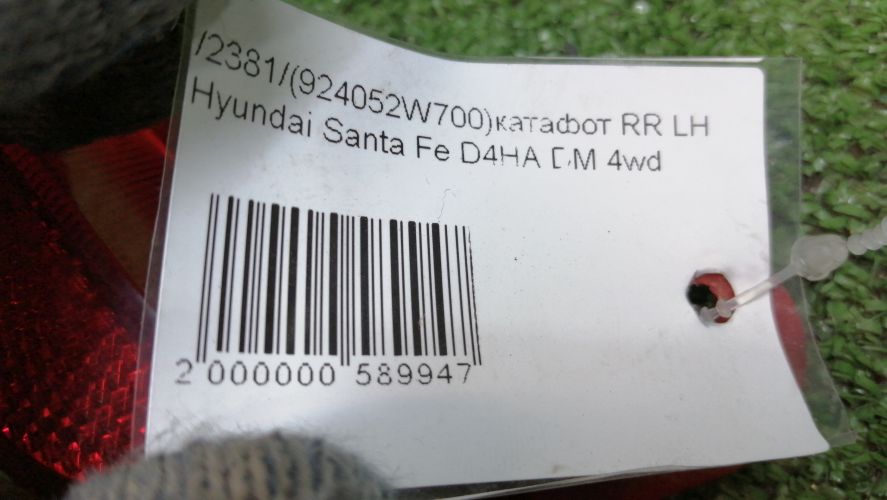 /2381/(924052W700)катафот RR LH
Hyundai Santa Fe D4HA DM 4wd
2 000000 589947